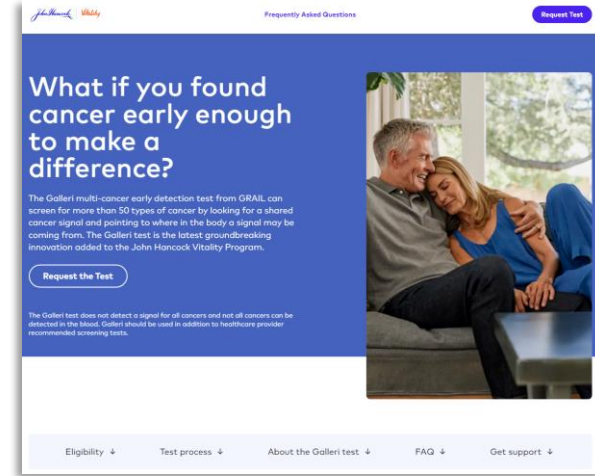 John Hancock | Vitality
Frequently Asked Questions
Request Test
What if you found
cancer early enough
to make a
difference?
The Galleri multi-cancer early detection test from GRAIL can
screen for more than 50 types of cancer by looking for a shared
cancer signal and pointing to where in the body a signal may be
coming from. The Galleri test is the latest groundbreaking
innovation added to the John Hancock Vitality Program.
Request the Test
The Galleri test does not detect a signal for all cancers and not all cancers can be
detected in the blood. Galleri should be used in addition to healthcare provider
recommended screening tests.
Eligibility ↓ Test process ↓ About the Galleri test ↓ FAQ ↓ Get support ↓